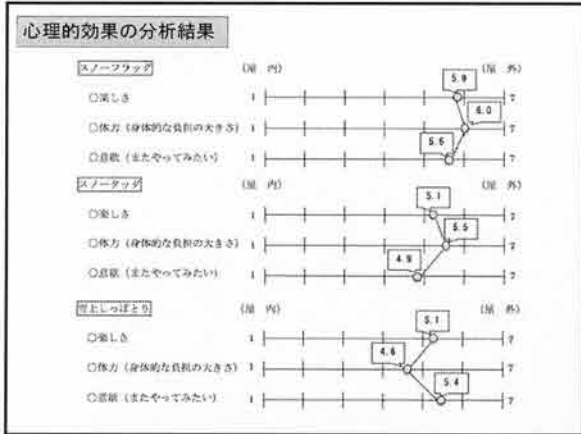 心理的効果の分析結果
スノーフラッグ (屋 内) (屋 外)
○楽しさ 1 5.9 7
○体力 (身体的な負担の大きさ) 1 6.0 7
○意欲 (またやってみたい) 1 5.6 7
スノータッグ (屋 内) (屋 外)
○楽しさ 1 5.1 7
○体力 (身体的な負担の大きさ) 1 5.5 7
○意欲 (またやってみたい) 1 4.9 7
雪上しっぽとり (屋 内) (屋 外)
○楽しさ 1 5.1 7
○体力 (身体的な負担の大きさ) 1 4.6 7
○意欲 (またやってみたい) 1 5.4 7